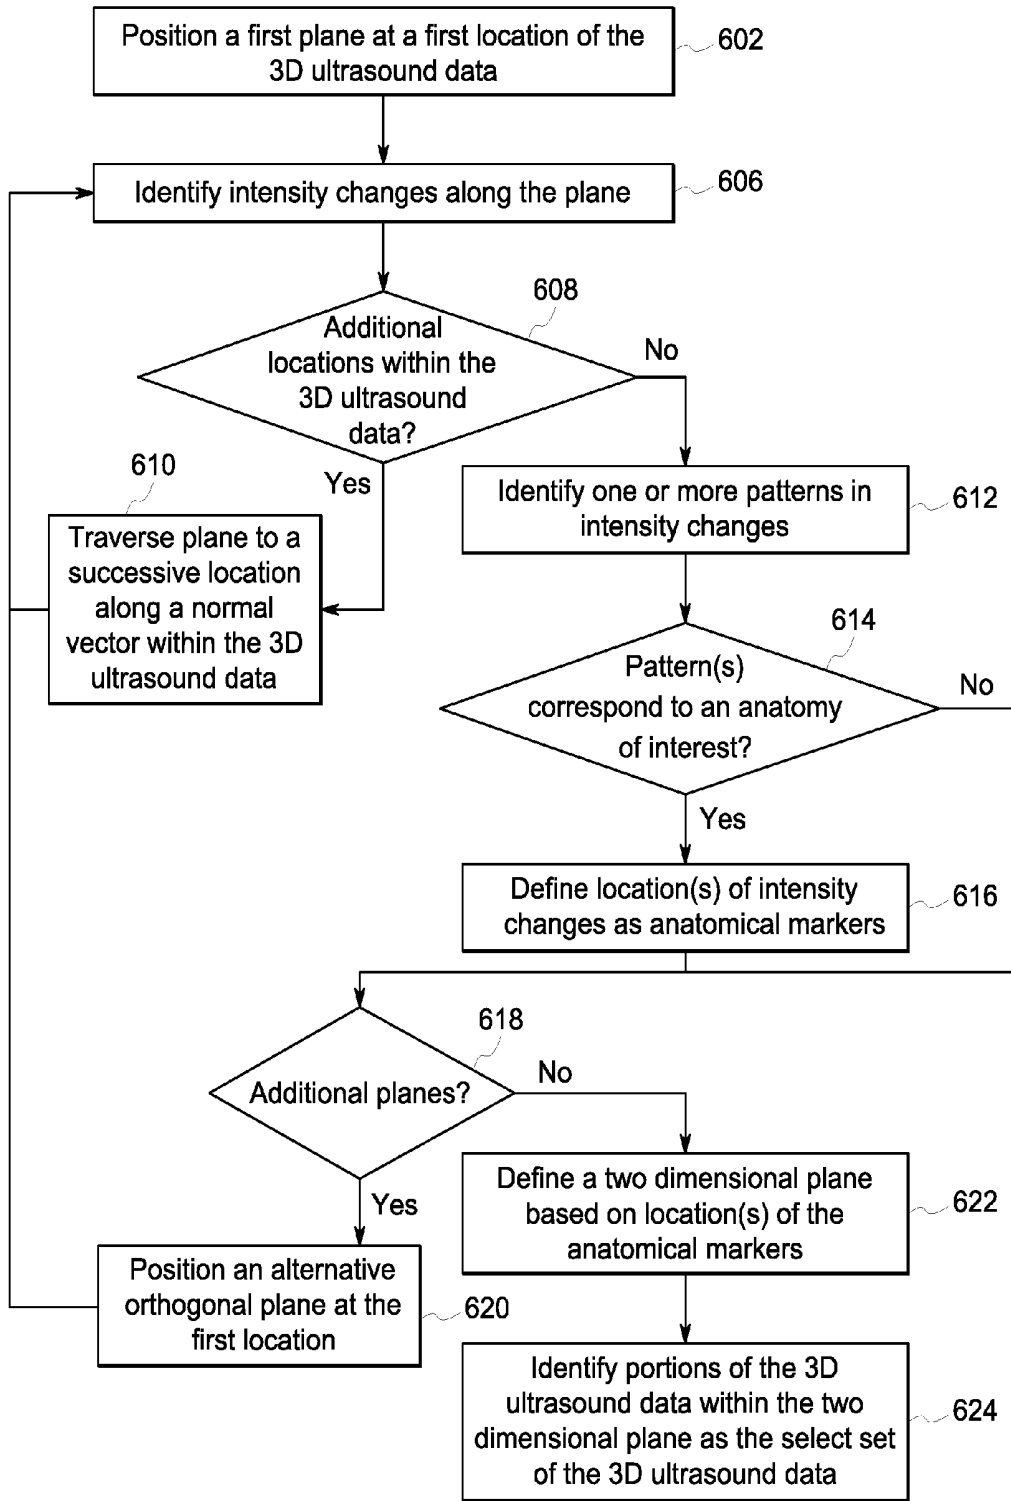 Position a first plane at a first location of the
3D ultrasound data
602
Identify intensity changes along the plane
606
608
Additional
locations within the
3D ultrasound
data?
No
Yes
610
Traverse plane to a
successive location
along a normal
vector within the 3D
ultrasound data
Identify one or more patterns in
intensity changes
612
614
Pattern(s)
correspond to an anatomy
of interest?
No
Yes
Define location(s) of intensity
changes as anatomical markers
616
618
Additional planes?
No
Yes
Define a two dimensional plane
based on location(s) of the
anatomical markers
622
Position an alternative
orthogonal plane at the
first location
620
Identify portions of the 3D
ultrasound data within the two
dimensional plane as the select set
of the 3D ultrasound data
624